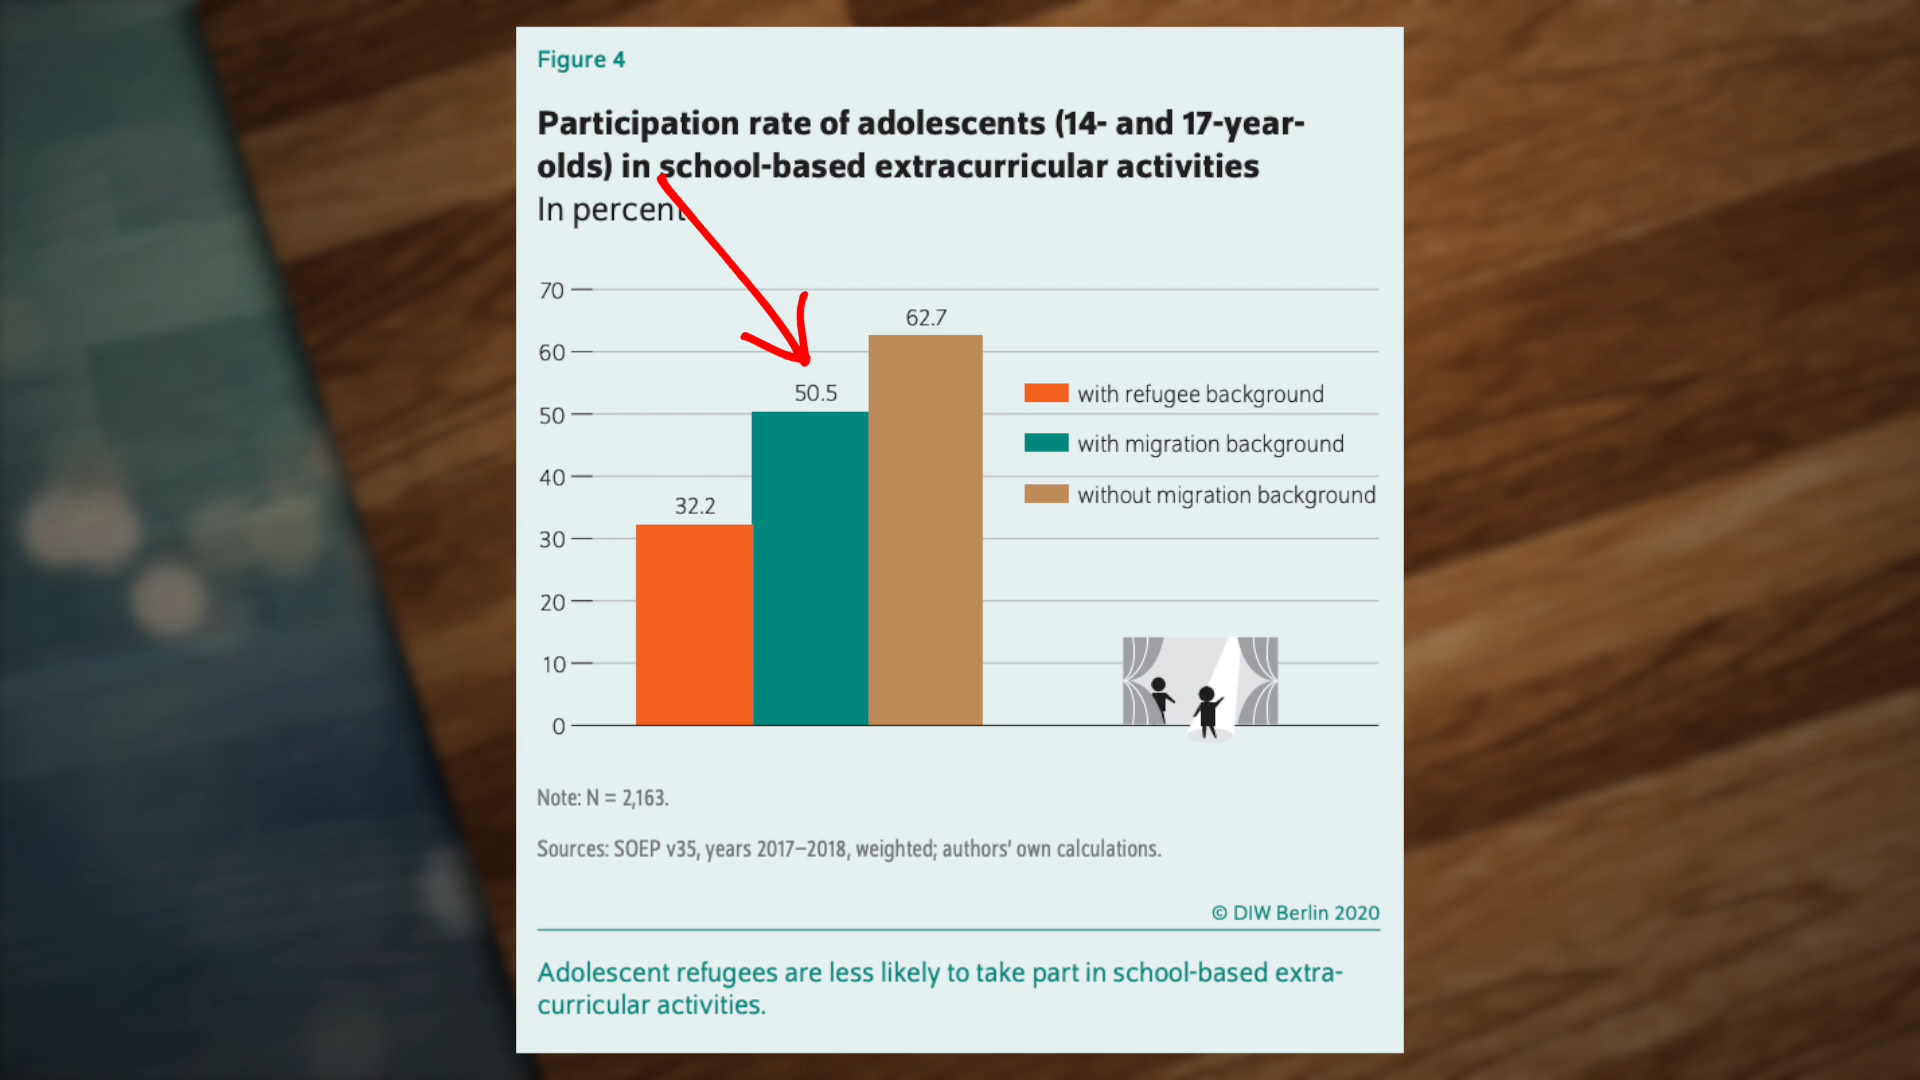 Figure 4
Participation rate of adolescents (14- and 17-year-
olds) in school-based extracurricular activities
In percent
70
60
50
40
30
20
10
0
32.2
50.5
62.7
with refugee background
with migration background
without migration background
Note: N = 2,163.
Sources: SOEP v35, years 2017–2018, weighted; authors’ own calculations.
© DIW Berlin 2020
Adolescent refugees are less likely to take part in school-based extra-
curricular activities.